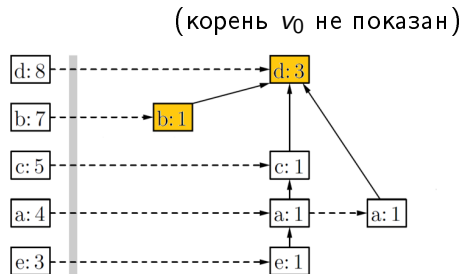 (корень v₀ не показан)
d:8 d:3
b:7 b:1
c:5 c:1
a:4 a:1 a:1
e:3 e:1